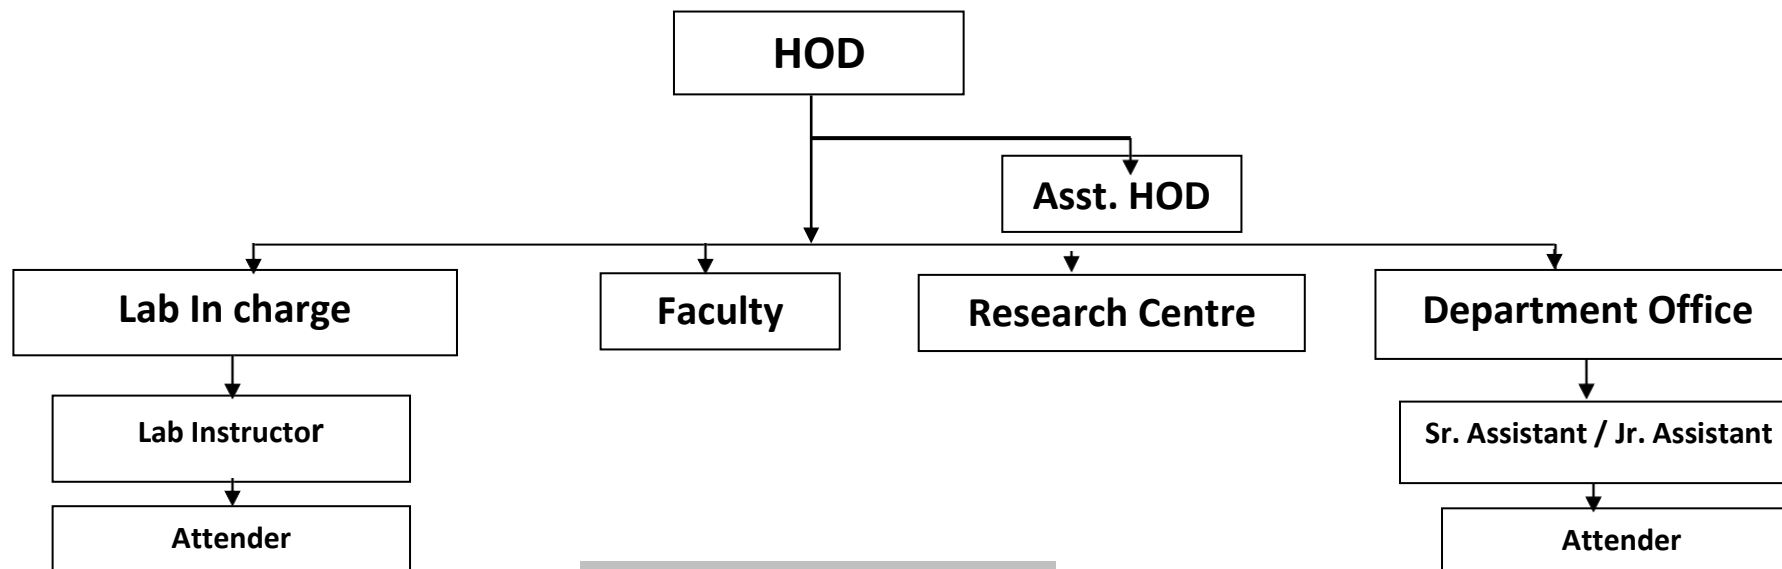 HOD
Asst. HOD
Lab In charge
Faculty
Research Centre
Department Office
Lab Instructor
Sr. Assistant / Jr. Assistant
Attender
Attender